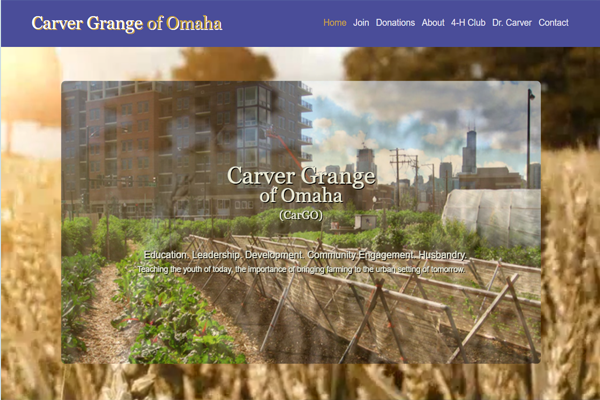 Carver Grange of Omaha
Home Join Donations About 4-H Club Dr. Carver Contact
Carver Grange
of Omaha
(CarGO)
Education. Leadership. Development. Community Engagement. Husbandry.
Teaching the youth of today, the importance of bringing farming to the urban setting of tomorrow.